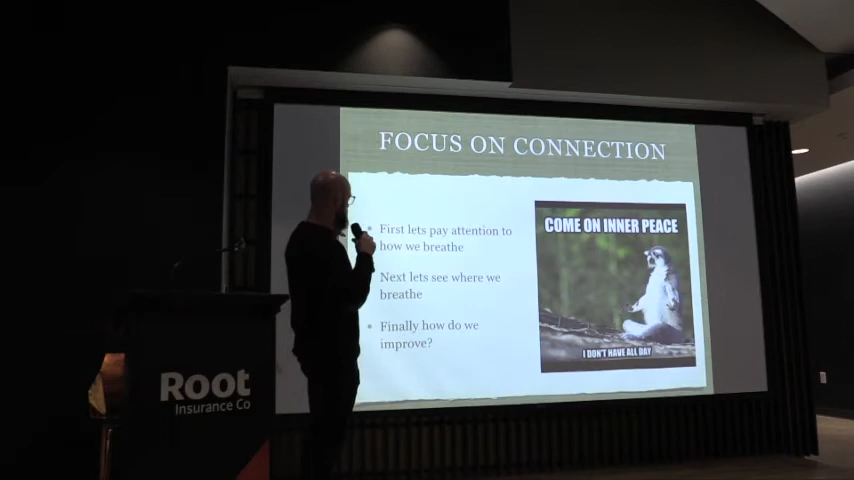 FOCUS ON CONNECTION
First lets pay attention to
how we breathe
Next lets see where we
breathe
Finally how do we
improve?
COME ON INNER PEACE
I DON'T HAVE ALL DAY
ROOT
Insurance Co